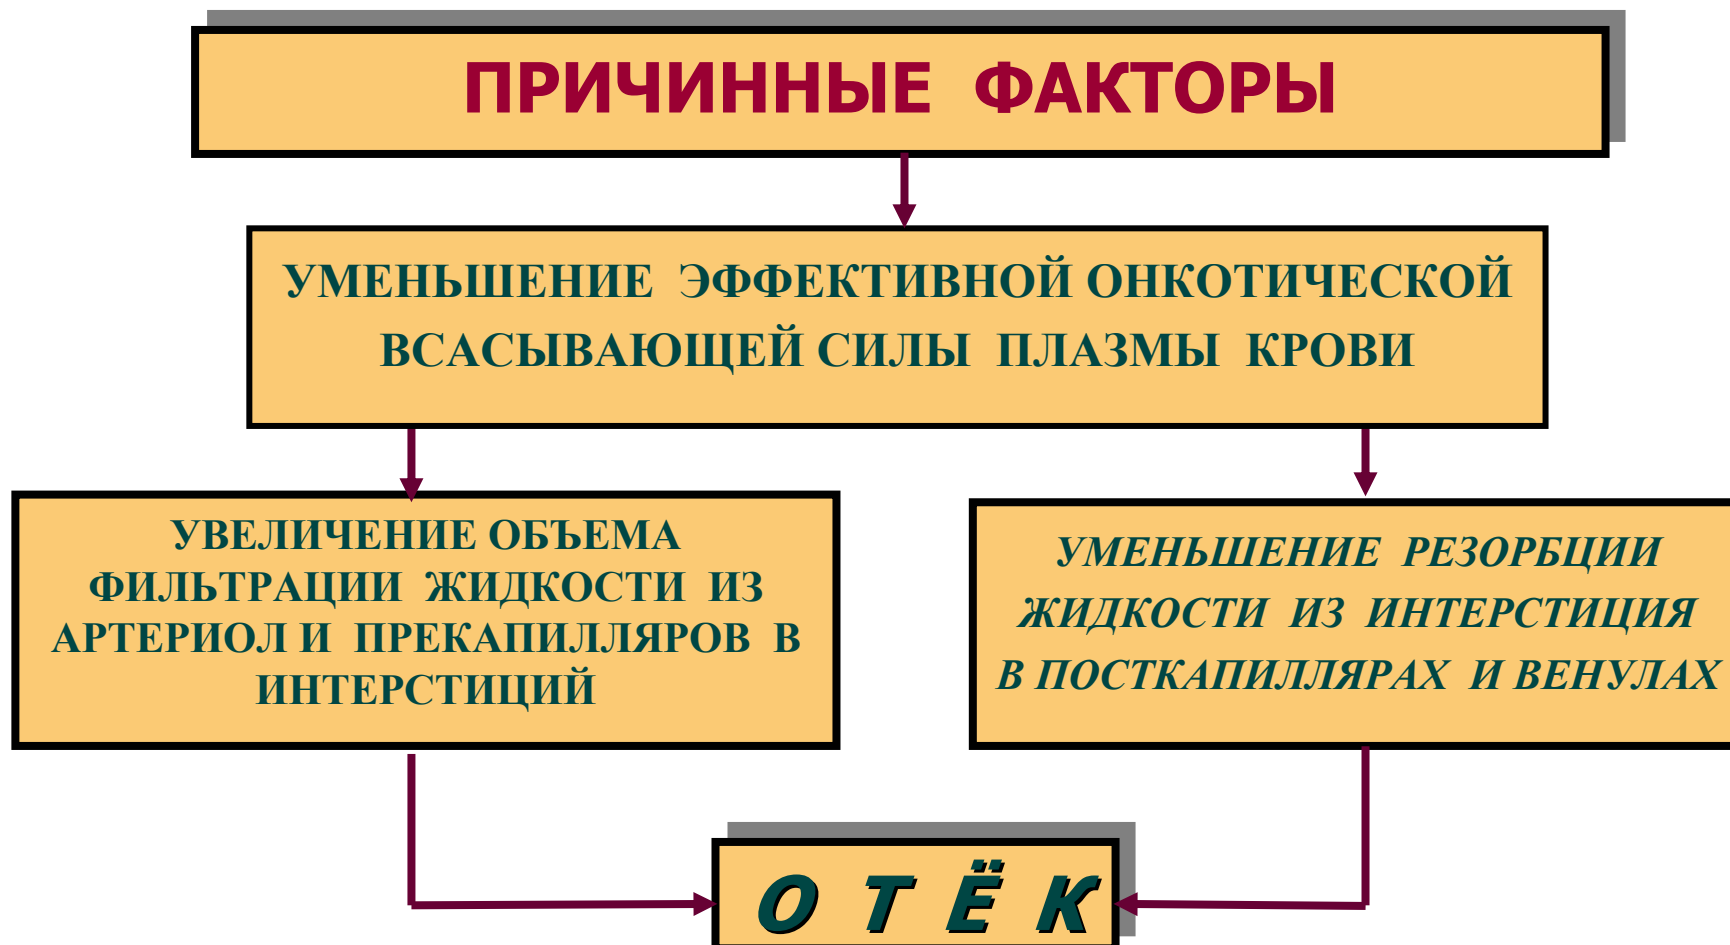 ПРИЧИННЫЕ ФАКТОРЫ
УМЕНЬШЕНИЕ ЭФФЕКТИВНОЙ ОНКОТИЧЕСКОЙ
ВСАСЫВАЮЩЕЙ СИЛЫ ПЛАЗМЫ КРОВИ
УВЕЛИЧЕНИЕ ОБЪЕМА
ФИЛЬТРАЦИИ ЖИДКОСТИ ИЗ
АРТЕРИОЛ И ПРЕКАПИЛЛЯРОВ В
ИНТЕРСТИЦИЙ
УМЕНЬШЕНИЕ РЕЗОРБЦИИ
ЖИДКОСТИ ИЗ ИНТЕРСТИЦИЯ
В ПОСТКАПИЛЛЯРАХ И ВЕНУЛАХ
О Т Ё К